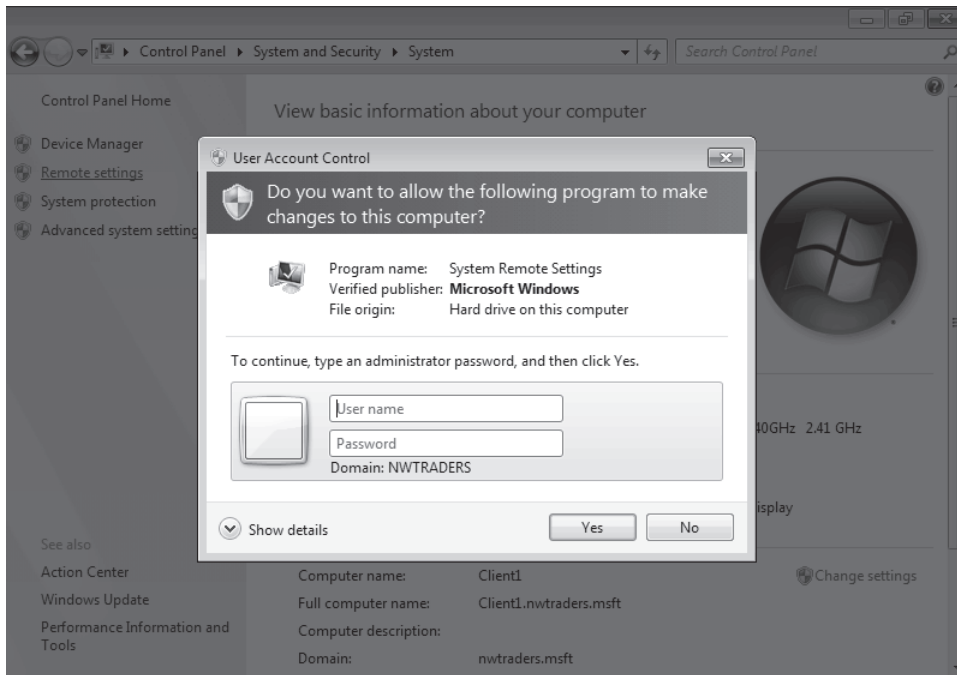 Control Panel System and Security System
Search Control Panel
Control Panel Home
Device Manager
Remote settings
System protection
Advanced system setting
See also
Action Center
Windows Update
Performance Information and
Tools
View basic information about your computer
User Account Control
Do you want to allow the following program to make
changes to this computer?
Program name: System Remote Settings
Verified publisher: Microsoft Windows
File origin: Hard drive on this computer
To continue, type an administrator password, and then click Yes.
User name
Password
Domain: NWTRADERS
Show details
Yes
No
40GHz 2.41 GHz
isplay
Computer name: Client1
Change settings
Full computer name: Client1.nwtraders.msft
Computer description:
Domain: nwtraders.msft